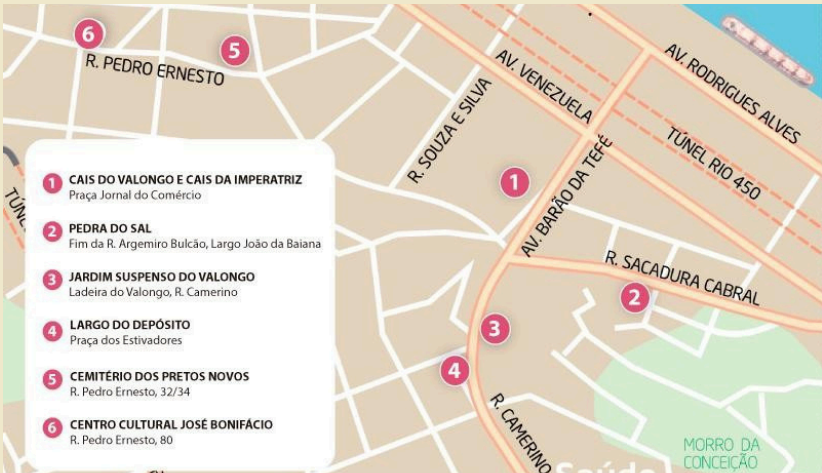 6
5
R. PEDRO ERNESTO
R. SOUZA E SILVA
AV. VENEZUELA
AV. RODRIGUES ALVES
TÚNEL RIO 450
1
AV. BARÃO DA TEFÉ
R. SACADURA CABRAL
2
3
4
R. CAMERINO
Saúde
MORRO DA
CONCEIÇÃO
TÚNEL
1 CAIS DO VALONGO E CAIS DA IMPERATRIZ
Praça Jornal do Comércio
2 PEDRA DO SAL
Fim da R. Argemiro Bulcão, Largo João da Baiana
3 JARDIM SUSPENSO DO VALONGO
Ladeira do Valongo, R. Camerino
4 LARGO DO DEPÓSITO
Praça dos Estivadores
5 CEMITÉRIO DOS PRETOS NOVOS
R. Pedro Ernesto, 32/34
6 CENTRO CULTURAL JOSÉ BONIFÁCIO
R. Pedro Ernesto, 80